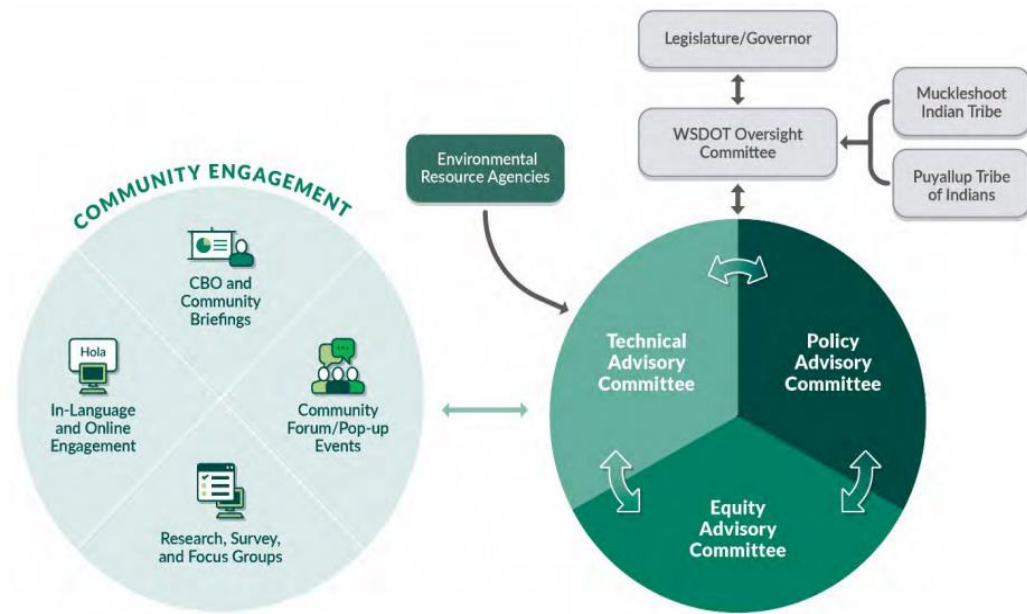 Legislature/Governor
WSDOT Oversight
Committee
Muckleshoot
Indian Tribe
Puyallup Tribe
of Indians
Environmental
Resource Agencies
COMMUNITY ENGAGEMENT
CBO and
Community
Briefings
Hola
In-Language
and Online
Engagement
Community
Forum/Pop-up
Events
Research, Survey,
and Focus Groups
Technical
Advisory
Committee
Policy
Advisory
Committee
Equity
Advisory
Committee